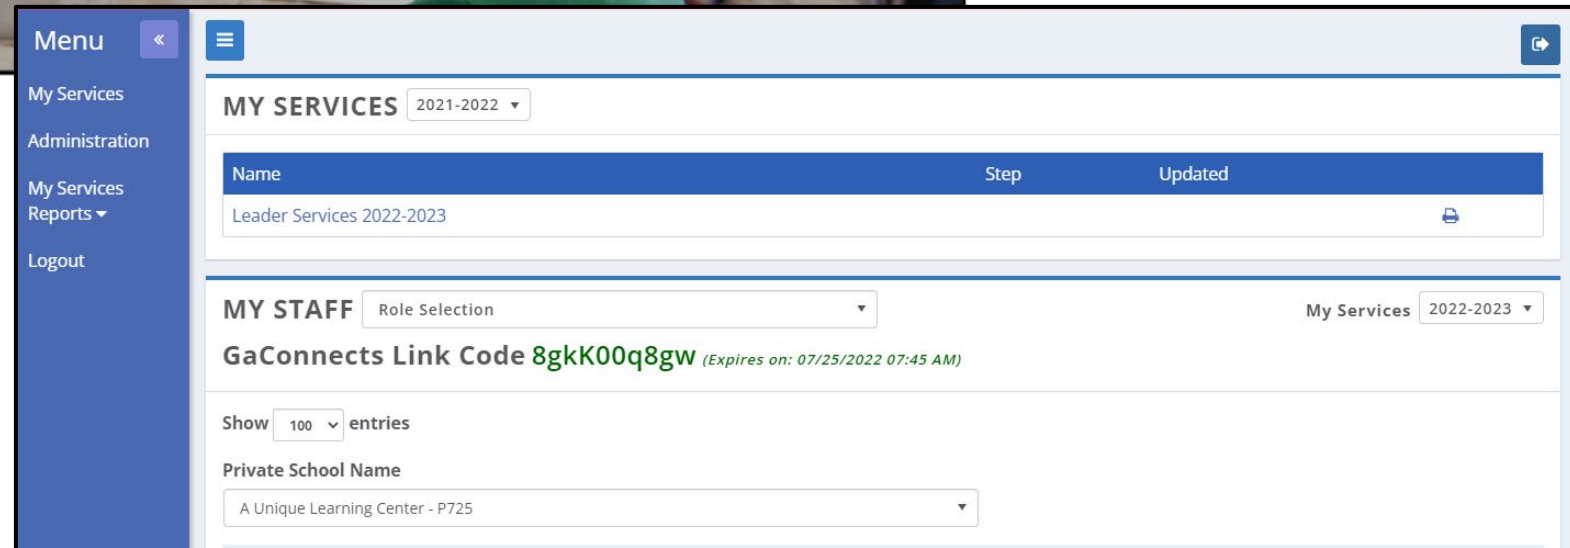 Menu «
My Services
Administration
My Services
Reports
Logout
MY SERVICES 2021-2022
Name Step Updated
Leader Services 2022-2023
MY STAFF Role Selection My Services 2022-2023
GaConnects Link Code 8gkK00q8gw (Expires on: 07/25/2022 07:45 AM)
Show 100 entries
Private School Name
A Unique Learning Center - P725